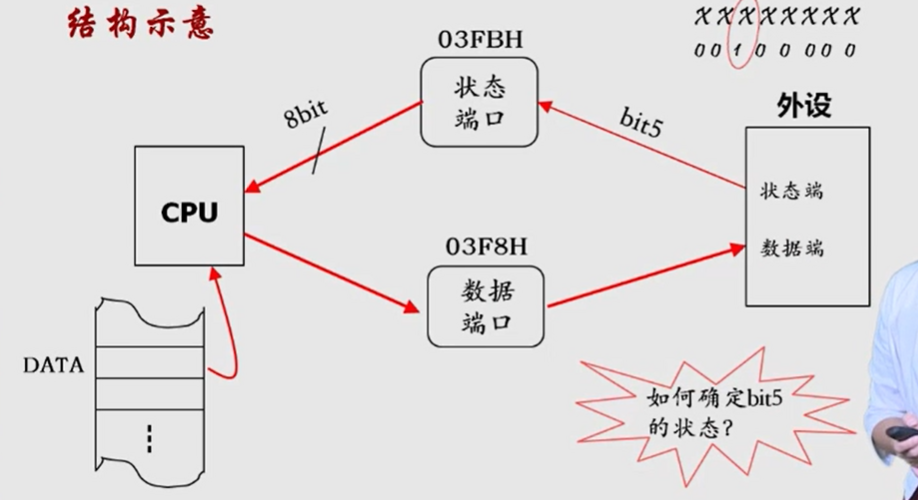 结构示意
XXXXXXXX
00100000
03FBH
状态
端口
8bit
bit5
外设
CPU
状态端
数据端
03F8H
数据
端口
DATA
如何确定bit5
的状态?